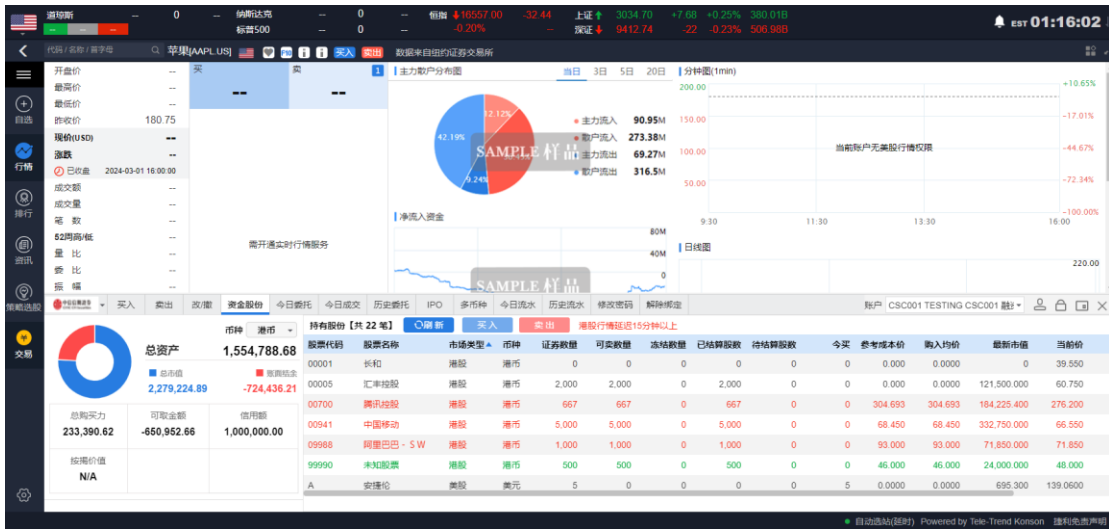 道琼斯 -- 0 -- 纳斯达克 -- 0 -- 恒指 16557.00 -32.44 上证 3034.70 +7.68 +0.25% 380.01B
-- -- -- 标普500 -- 0 -- -0.20% -- 深证 9412.74 -22 -0.23% 506.98B
EST 01:16:02
代码 / 名称 / 首字母 苹果[AAPL.US] F10 买入 卖出 数据来自纽约证券交易所
自选
行情
排行
资讯
策略选股
交易
开盘价 --
最高价 --
最低价 --
昨收价 180.75
现价(USD) --
涨跌 --
已收盘 2024-03-01 16:00:00
成交额 --
成交量 --
笔 数 --
52周高/低 --
量 比 --
委 比 --
振 幅 --
买 卖 1
-- --
需开通实时行情服务
主力散户分布图 当日 3日 5日 20日
12.12%
42.19%
9.24%
SAMPLE 样品
主力流入 90.95M
散户流入 273.38M
主力流出 69.27M
散户流出 316.5M
净流入资金
80M
40M
0
SAMPLE 样品
分钟图(1min)
200.00 +10.65%
150.00 -17.01%
100.00 -44.67%
50.00 -72.34%
-100.00%
当前账户无美股行情权限
9:30 11:30 13:30 16:00
日线图
220.00
买入 卖出 改/撤 资金股份 今日委托 今日成交 历史委托 IPO 多币种 今日流水 历史流水 修改密码 解除绑定 账户 CSC001 TESTING CSC001
币种 港币
总资产 1,554,788.68
总市值 账面结余
2,279,224.89 -724,436.21
总购买力 可取金额 信用额
233,390.62 -650,952.66 1,000,000.00
按揭价值
N/A
持有股份【共 22 笔】 刷新 买入 卖出 港股行情延迟15分钟以上
股票代码 股票名称 市场类型 币种 证券数量 可卖数量 冻结数量 已结算股数 待结算股数 今买 参考成本价 购入均价 最新市值 当前价
00001 长和 港股 港币 0 0 0 0 0 0 0.000 0.0000 0 39.550
00005 汇丰控股 港股 港币 2,000 2,000 0 2,000 0 0 0.000 0.0000 121,500.000 60.750
00700 腾讯控股 港股 港币 667 667 0 667 0 0 304.693 304.693 184,225.400 276.200
00941 中国移动 港股 港币 5,000 5,000 0 5,000 0 0 68.450 68.450 332,750.000 66.550
09988 阿里巴巴 - S W 港股 港币 1,000 1,000 0 1,000 0 0 93.000 93.000 71,850.000 71.850
99990 未知股票 港股 港币 500 500 0 500 0 0 46.000 46.000 24,000.000 48.000
A 安捷伦 美股 美元 5 0 0 0 0 5 0.0000 0.0000 695.300 139.0600
自动选站(延时) Powered by Tele-Trend Konson 捷利免责声明